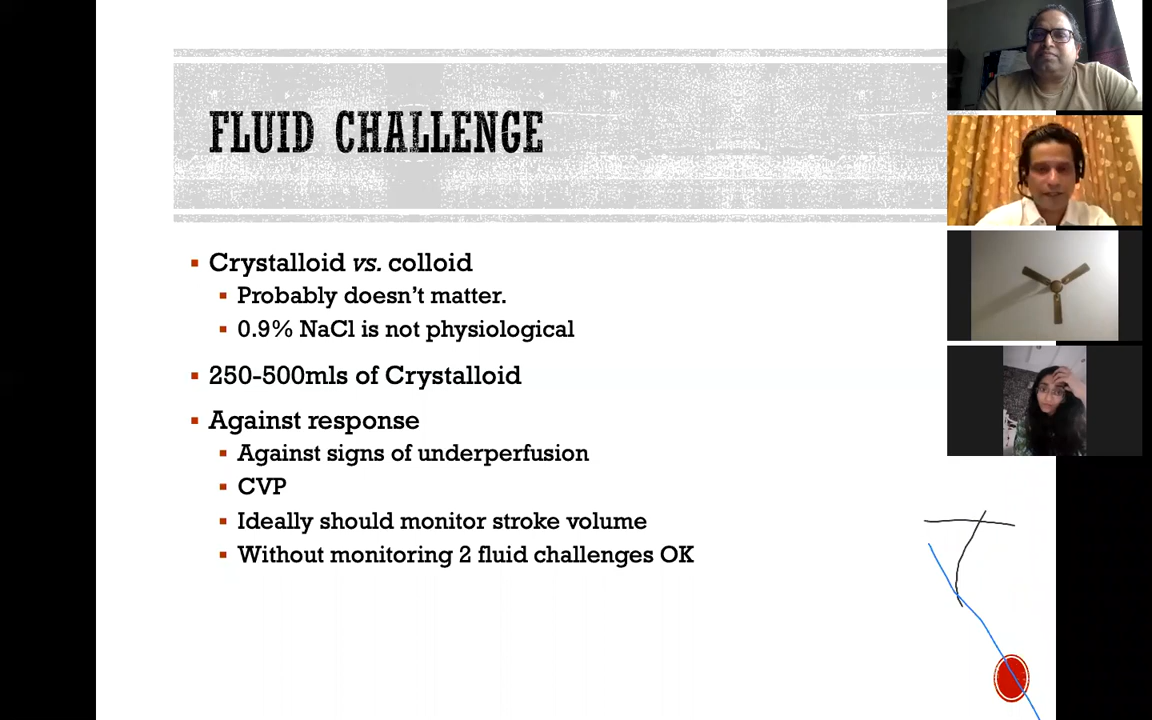 FLUID CHALLENGE
Crystalloid vs. colloid
Probably doesn't matter.
0.9% NaCl is not physiological
250-500mls of Crystalloid
Against response
Against signs of underperfusion
CVP
Ideally should monitor stroke volume
Without monitoring 2 fluid challenges OK